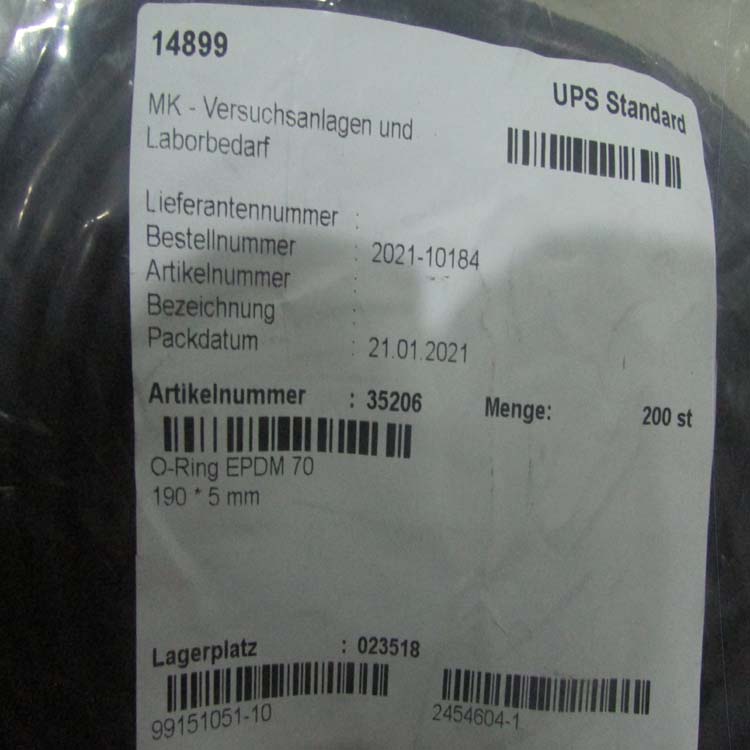 14899
UPS Standard
MK - Versuchsanlagen und
Laborbedarf
Lieferantennummer :
Bestellnummer : 2021-10184
Artikelnummer :
Bezeichnung :
Packdatum : 21.01.2021
Artikelnummer : 35206 Menge: 200 st
O-Ring EPDM 70
190 * 5 mm
Lagerplatz : 023518
99151051-10 2454604-1